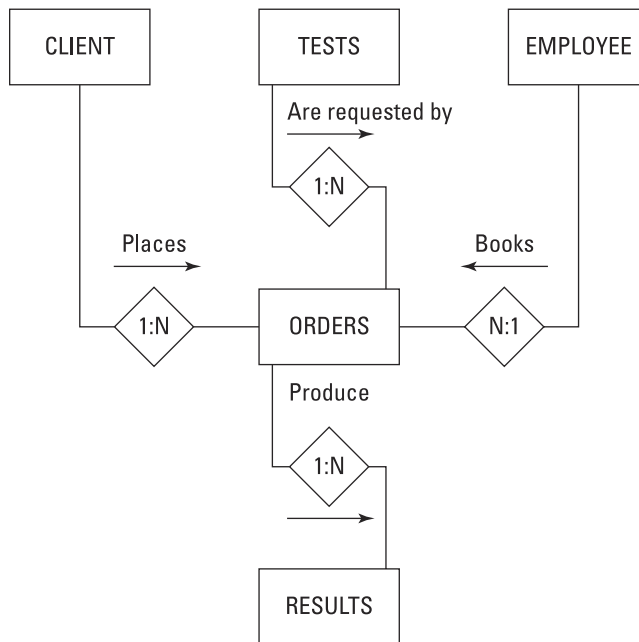 CLIENT
TESTS
EMPLOYEE
Are requested by
1:N
Places
Books
1:N
ORDERS
N:1
Produce
1:N
RESULTS